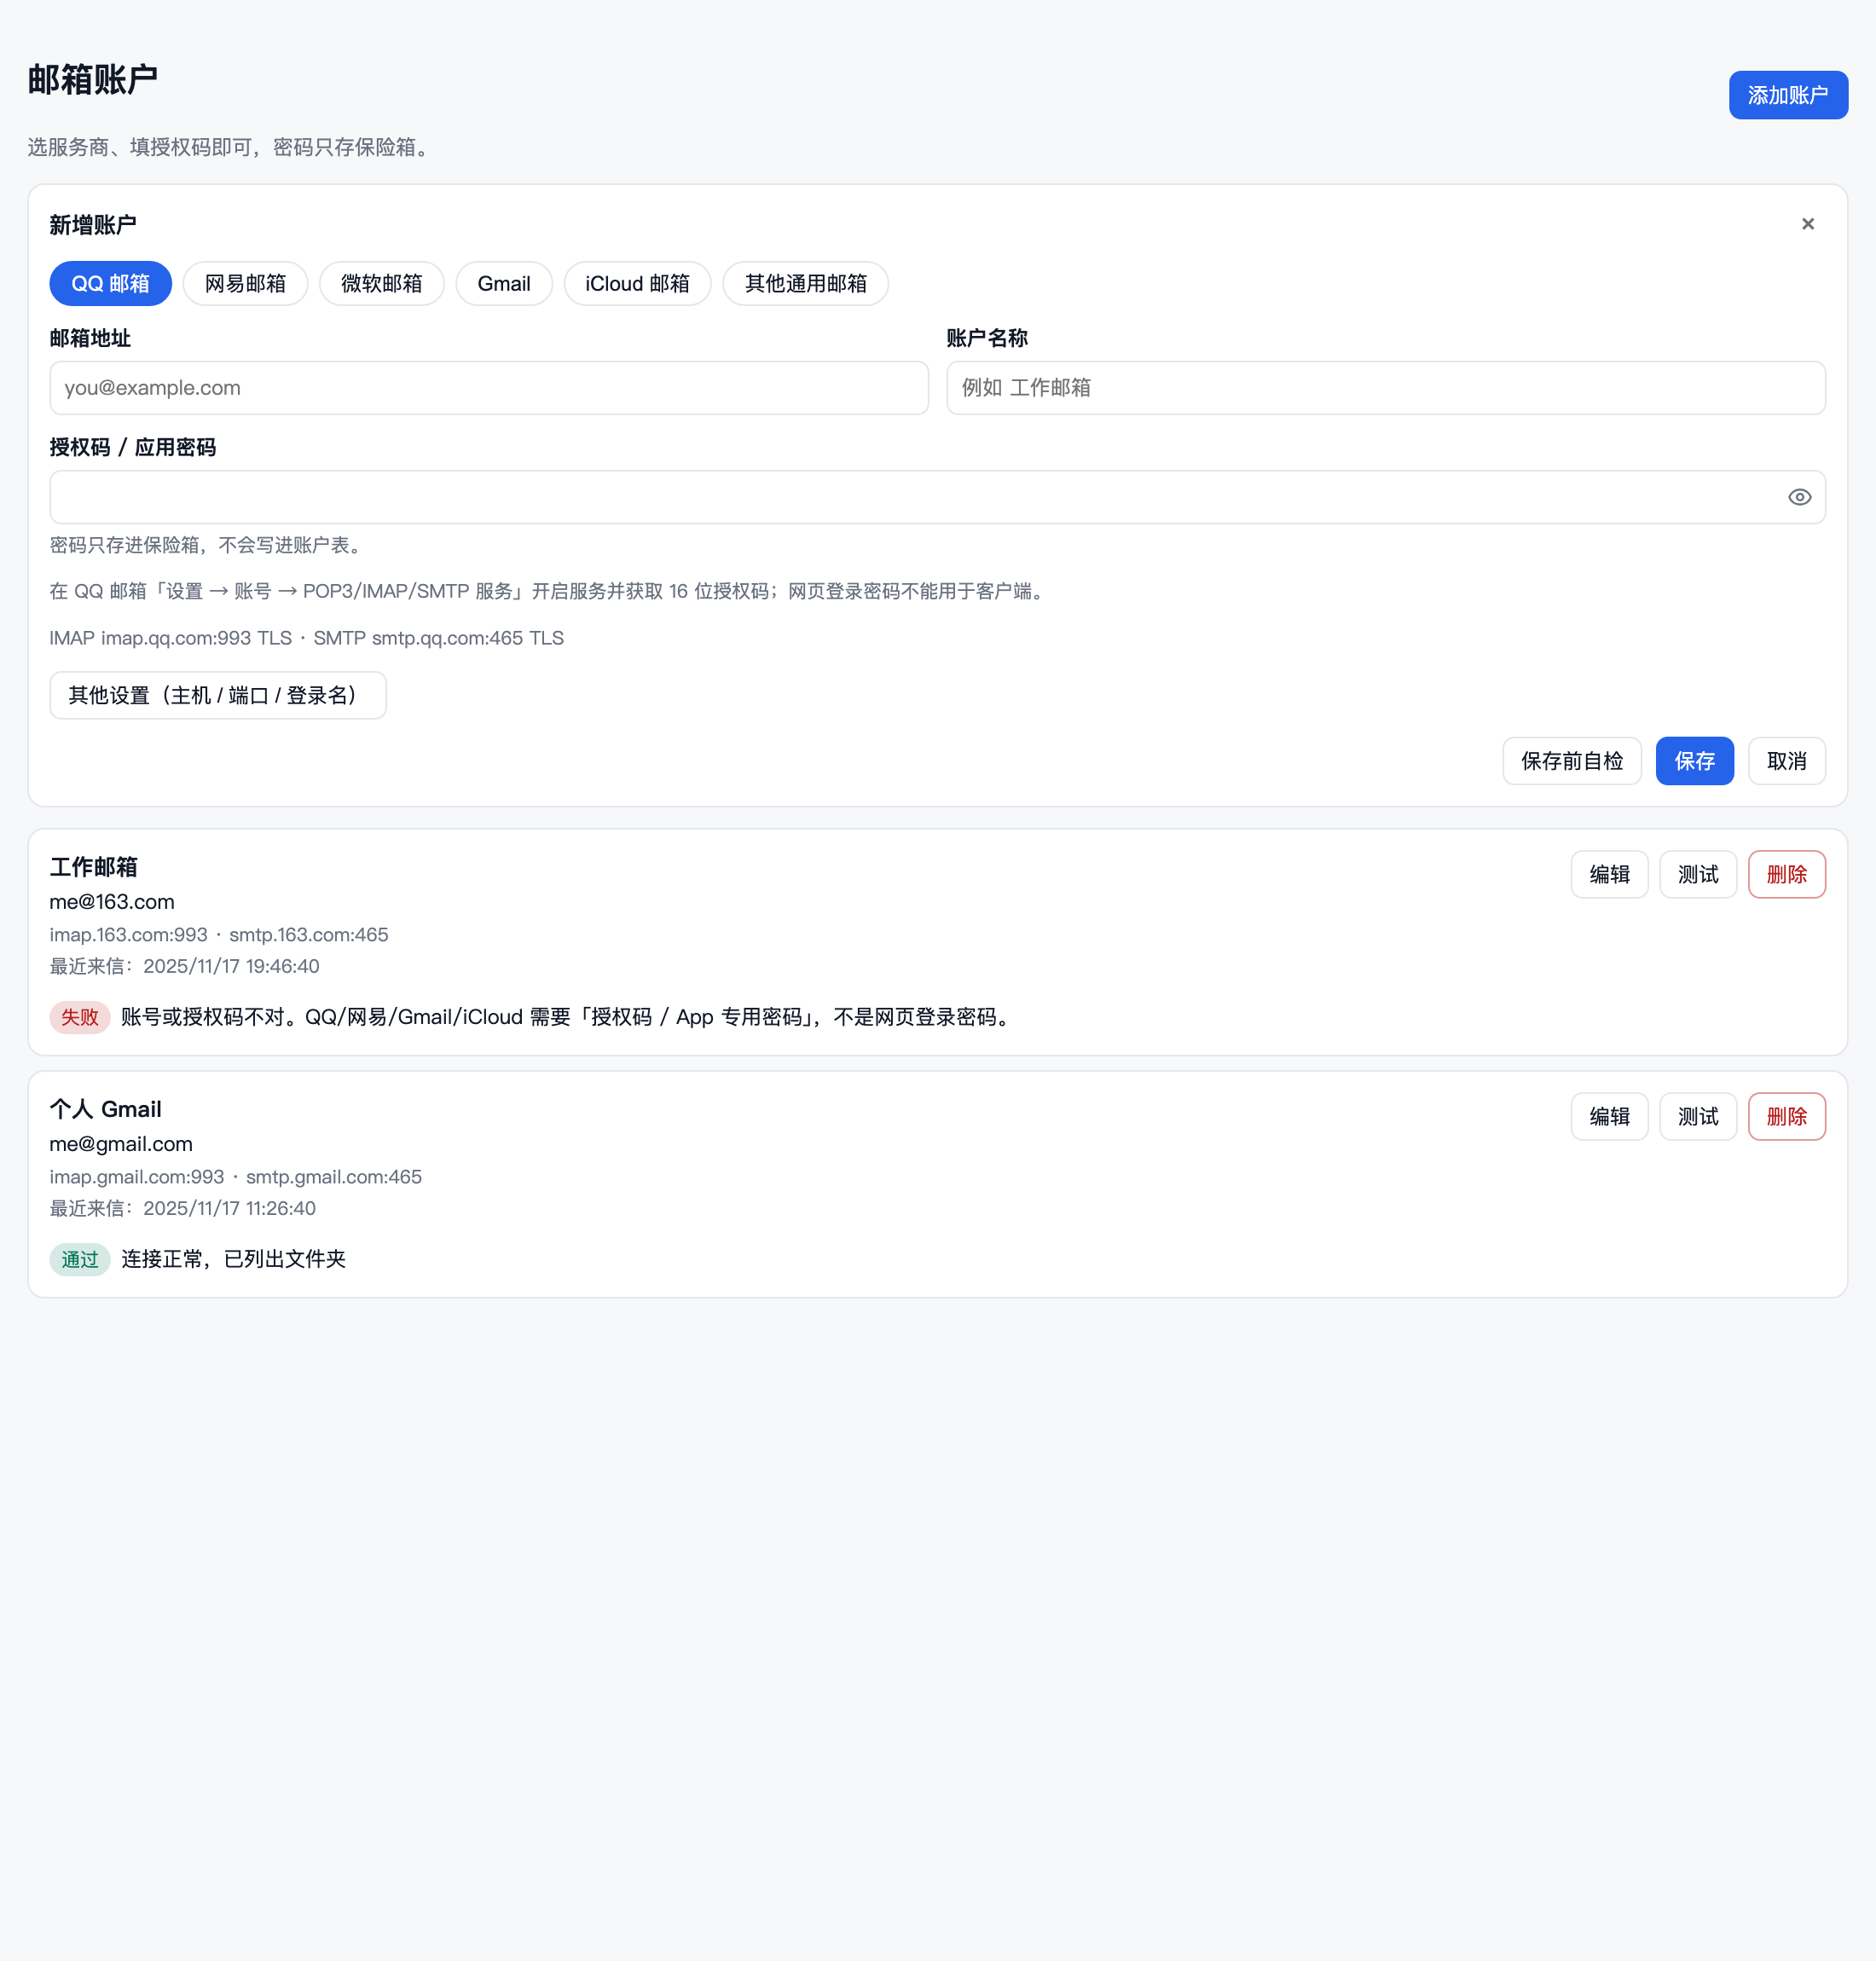 邮箱账户
添加账户
选服务商、填授权码即可，密码只存保险箱。
新增账户
×
QQ 邮箱 网易邮箱 微软邮箱 Gmail iCloud 邮箱 其他通用邮箱
邮箱地址 账户名称
you@example.com 例如 工作邮箱
授权码 / 应用密码
密码只存进保险箱，不会写进账户表。
在 QQ 邮箱「设置 → 账号 → POP3/IMAP/SMTP 服务」开启服务并获取 16 位授权码；网页登录密码不能用于客户端。
IMAP imap.qq.com:993 TLS · SMTP smtp.qq.com:465 TLS
其他设置（主机 / 端口 / 登录名）
保存前自检 保存 取消
工作邮箱
编辑 测试 删除
me@163.com
imap.163.com:993 · smtp.163.com:465
最近来信：2025/11/17 19:46:40
失败 账号或授权码不对。QQ/网易/Gmail/iCloud 需要「授权码 / App 专用密码」，不是网页登录密码。
个人 Gmail
编辑 测试 删除
me@gmail.com
imap.gmail.com:993 · smtp.gmail.com:465
最近来信：2025/11/17 11:26:40
通过 连接正常，已列出文件夹